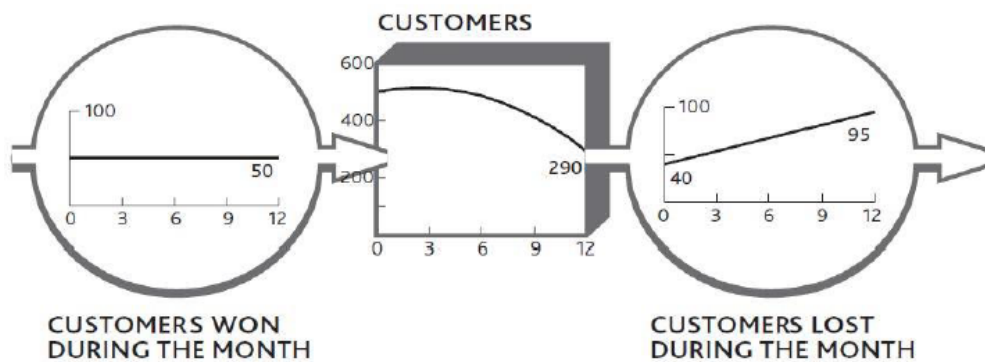 CUSTOMERS
100
50
0 3 6 9 12
600
400
200
290
0 3 6 9 12
100
95
40
0 3 6 9 12
CUSTOMERS WON
DURING THE MONTH
CUSTOMERS LOST
DURING THE MONTH